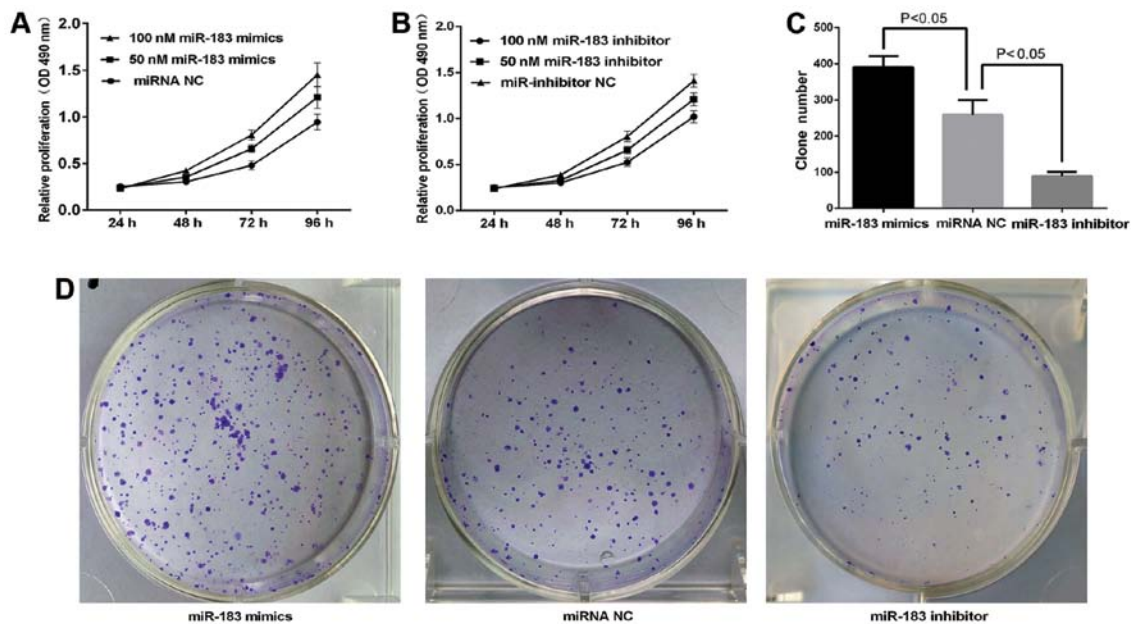 A
Relative proliferation（OD 490 nm）
2.0
1.5
1.0
0.5
0.0
100 nM miR-183 mimics
50 nM miR-183 mimics
miRNA NC
24 h 48 h 72 h 96 h
B
Relative proliferation（OD 490 nm）
2.0
1.5
1.0
0.5
0.0
100 nM miR-183 inhibitor
50 nM miR-183 inhibitor
miR-inhibitor NC
24 h 48 h 72 h 96 h
C
Clone number
500
400
300
200
100
0
P<0.05
P<0.05
miR-183 mimics miRNA NC miR-183 inhibitor
D
miR-183 mimics miRNA NC miR-183 inhibitor